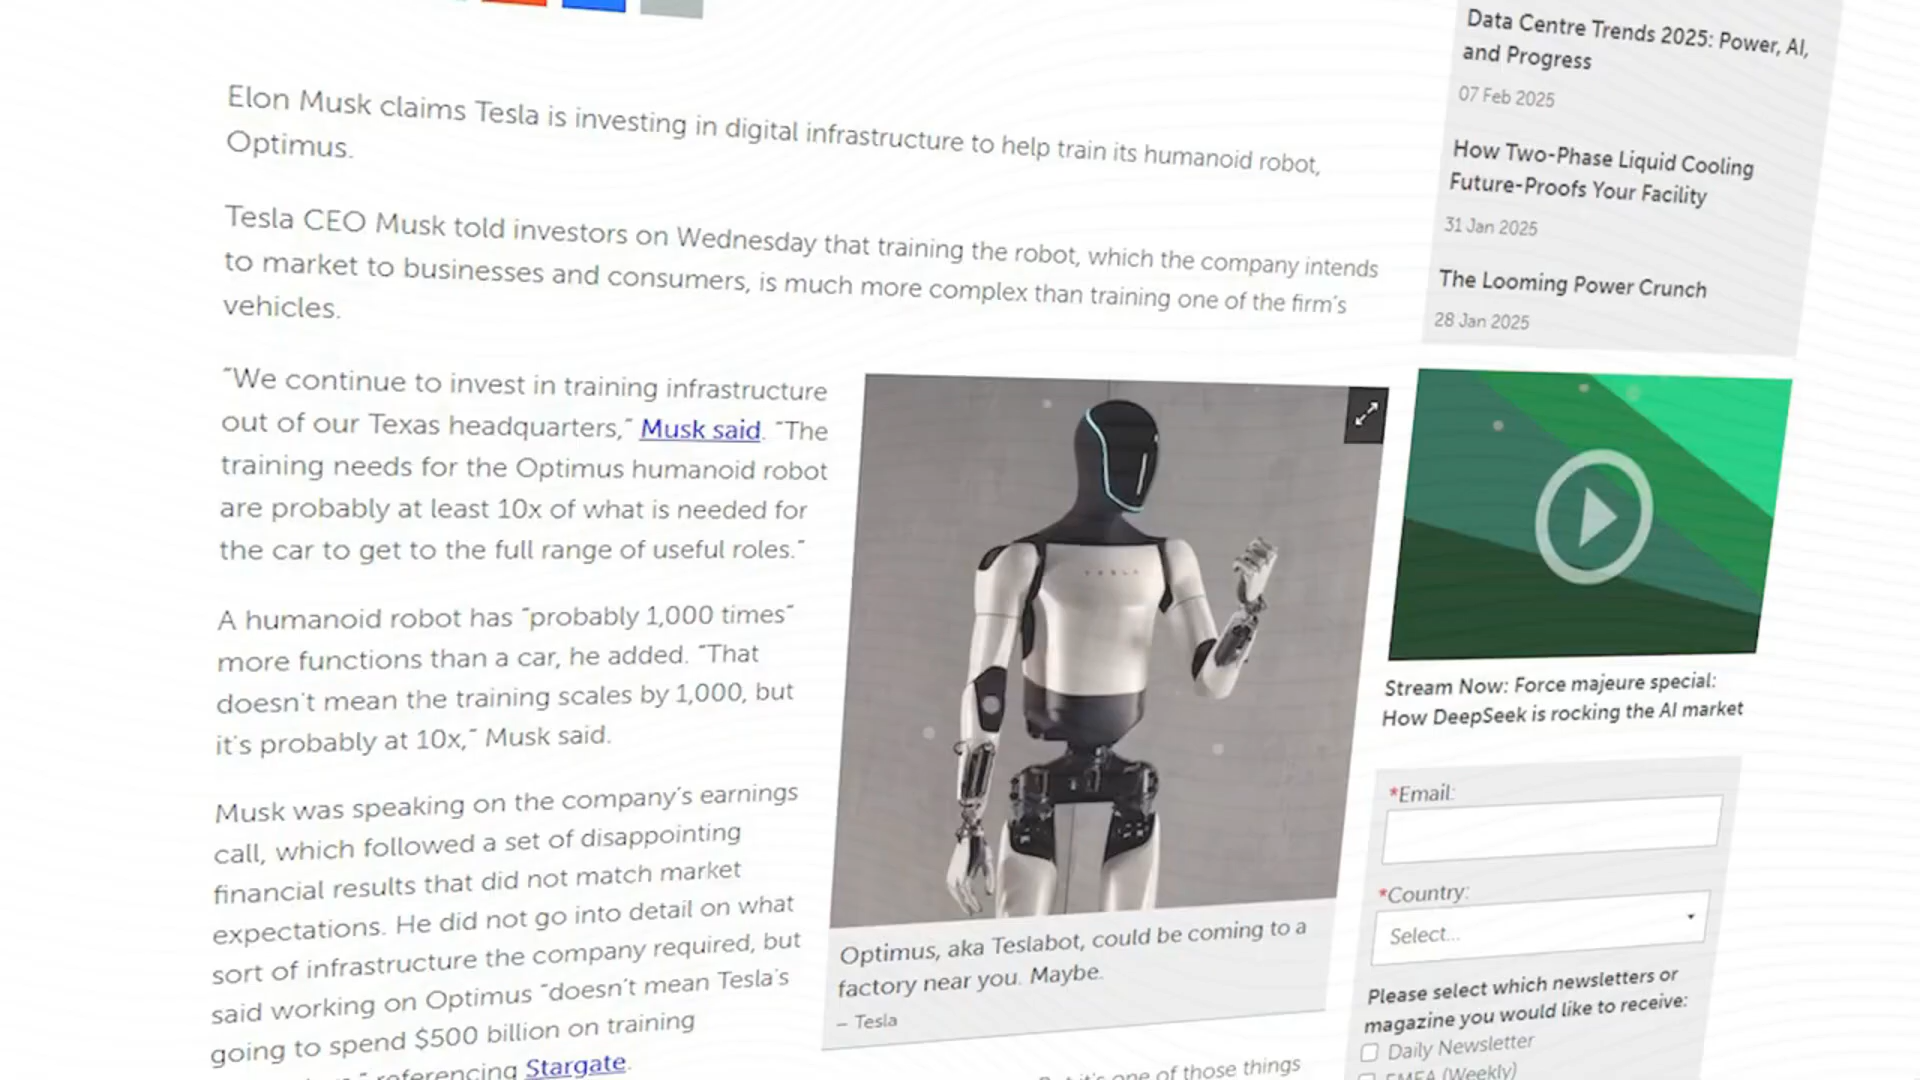 Elon Musk claims Tesla is investing in digital infrastructure to help train its humanoid robot,
Optimus.
Tesla CEO Musk told investors on Wednesday that training the robot, which the company intends
to market to businesses and consumers, is much more complex than training one of the firm's
vehicles.
"We continue to invest in training infrastructure
out of our Texas headquarters," Musk said. "The
training needs for the Optimus humanoid robot
are probably at least 10x of what is needed for
the car to get to the full range of useful roles."
A humanoid robot has "probably 1,000 times"
more functions than a car, he added. "That
doesn't mean the training scales by 1,000, but
it's probably at 10x," Musk said.
Musk was speaking on the company's earnings
call, which followed a set of disappointing
financial results that did not match market
expectations. He did not go into detail on what
sort of infrastructure the company required, but
said working on Optimus "doesn't mean Tesla's
going to spend $500 billion on training
referencing Stargate.
TESLA
Optimus, aka Teslabot, could be coming to a
factory near you. Maybe.
– Tesla
it's one of those things
Data Centre Trends 2025: Power, AI,
and Progress
07 Feb 2025
How Two-Phase Liquid Cooling
Future-Proofs Your Facility
31 Jan 2025
The Looming Power Crunch
28 Jan 2025
Stream Now: Force majeure special:
How DeepSeek is rocking the AI market
*Email:
*Country:
Select...
Please select which newsletters or
magazine you would like to receive:
Daily Newsletter
EMEA (Weekly)